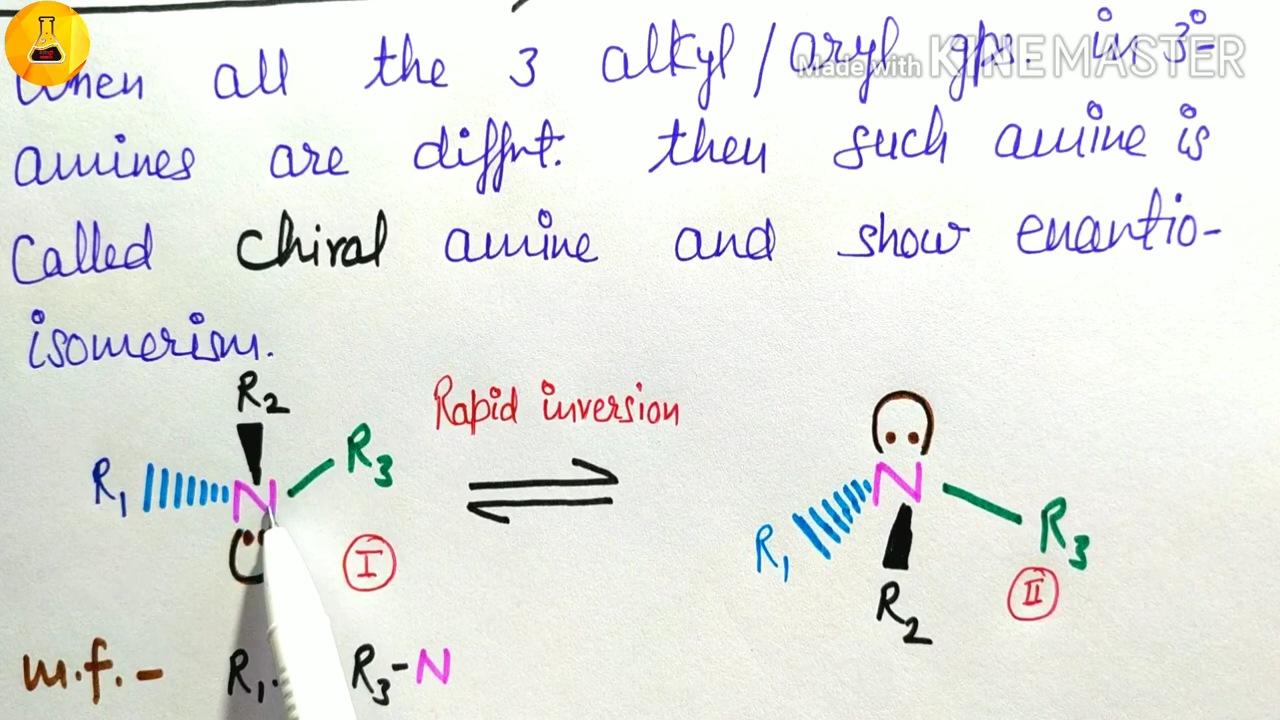 When all the 3 alkyl/aryl gps. in 3°-
amines are diffnt. then such amine is
Called chiral amine and show enantio-
isomerism.
Made with KINEMASTER
R2
R1 N R3
I
Rapid inversion
N
R1 R3
R2
II
m.f.- R1. R3-N